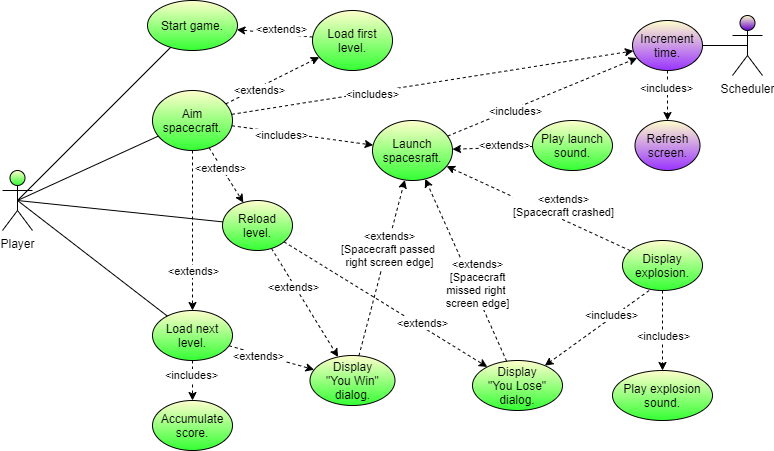 Start game.
<<extends>
Load first
level.
Increment
time.
Scheduler
<extends>
<includes>
<includes>
<includes>
Aim
spacecraft.
<includes>
Launch
spacesraft.
<extends>
Play launch
sound.
Refresh
screen.
<extends>
Player
Reload
level.
<extends>
[Spacecraft crashed]
<extends>
[Spacecraft passed
right screen edge]
<extends>
[Spacecraft
missed right
screen edge]
Display
explosion.
<extends>
<extends>
<extends>
<includes>
<includes>
Load next
level.
<extends>
<includes>
Display
"You Win"
dialog.
Display
"You Lose"
dialog.
Play explosion
sound.
Accumulate
score.